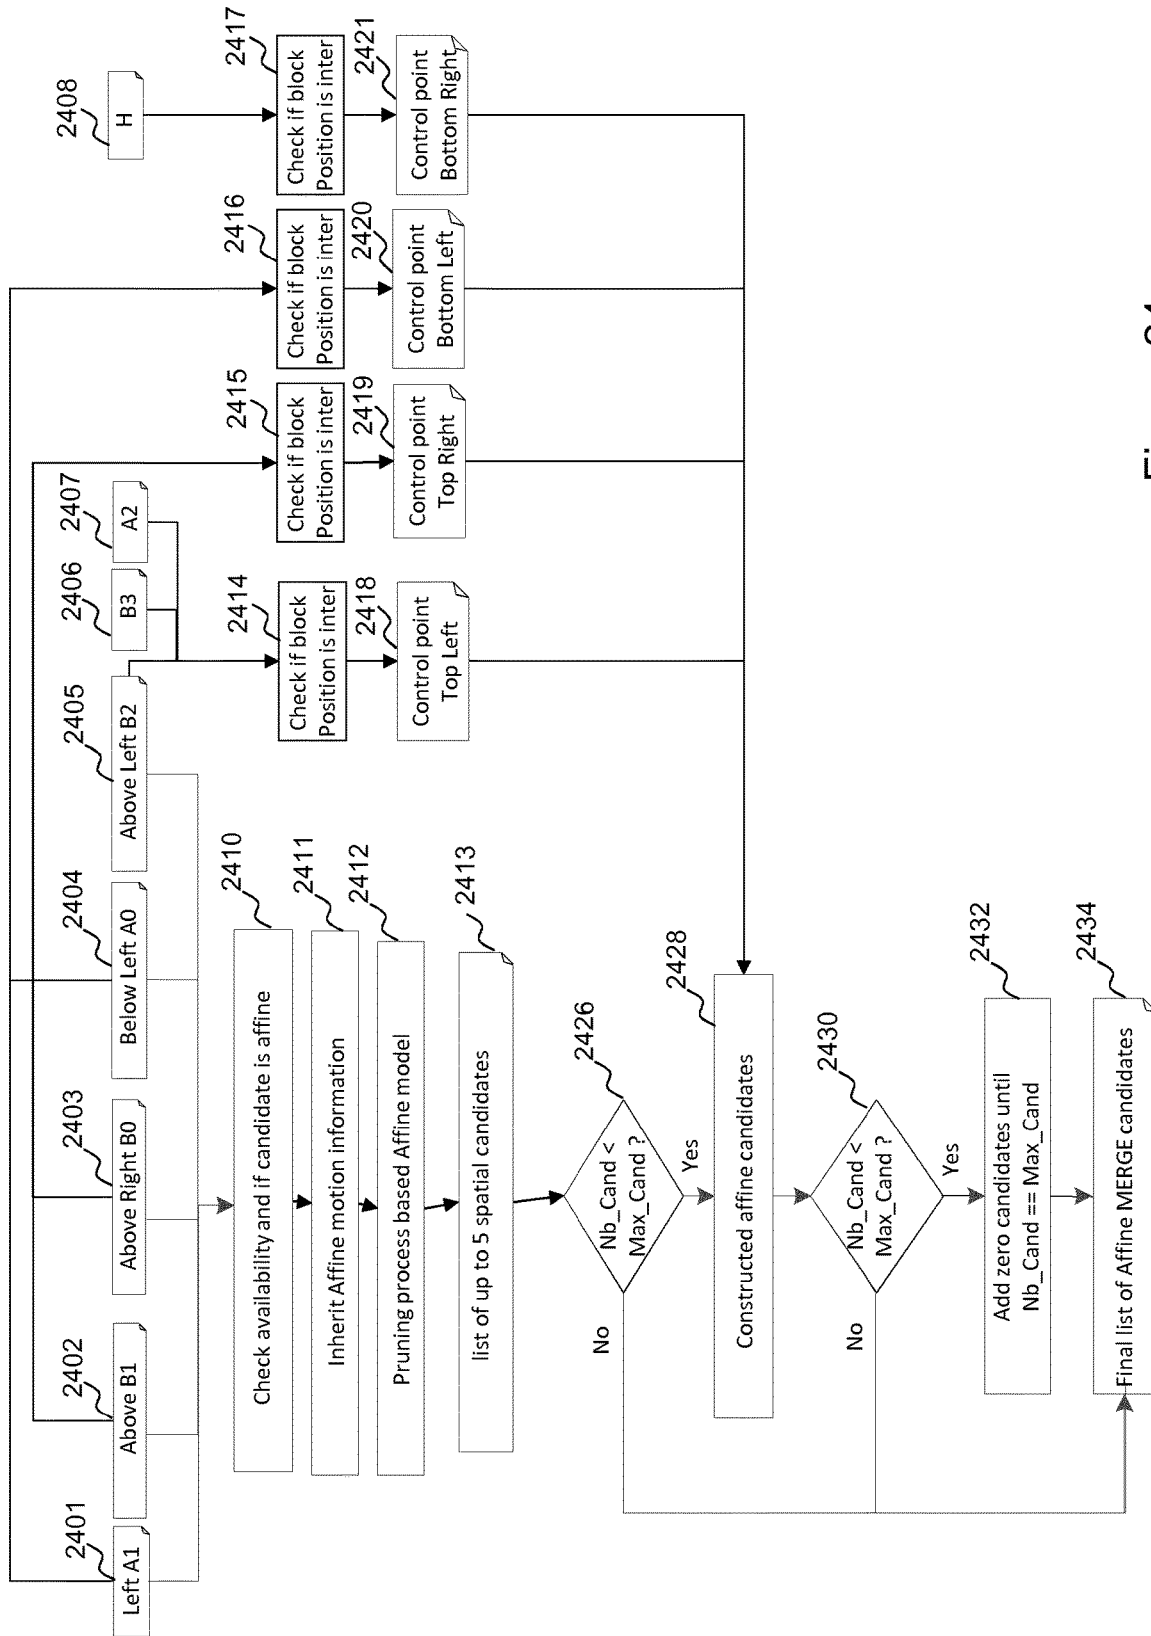 2401
Left A1
2402
Above B1
2403
Above Right B0
2404
Below Left A0
2405
Above Left B2
2406
B3
2407
A2
2408
H
2410
Check availability and if candidate is affine
2411
Inherit Affine motion information
2412
Pruning process based Affine model
2413
list of up to 5 spatial candidates
2414
Check if block
Position is inter
2415
Check if block
Position is inter
2416
Check if block
Position is inter
2417
Check if block
Position is inter
2418
Control point
Top Left
2419
Control point
Top Right
2420
Control point
Bottom Left
2421
Control point
Bottom Right
2426
Nb_Cand <
Max_Cand ?
No
Yes
2428
Constructed affine candidates
2430
Nb_Cand <
Max_Cand ?
No
Yes
2432
Add zero candidates until
Nb_Cand == Max_Cand
2434
Final list of Affine MERGE candidates